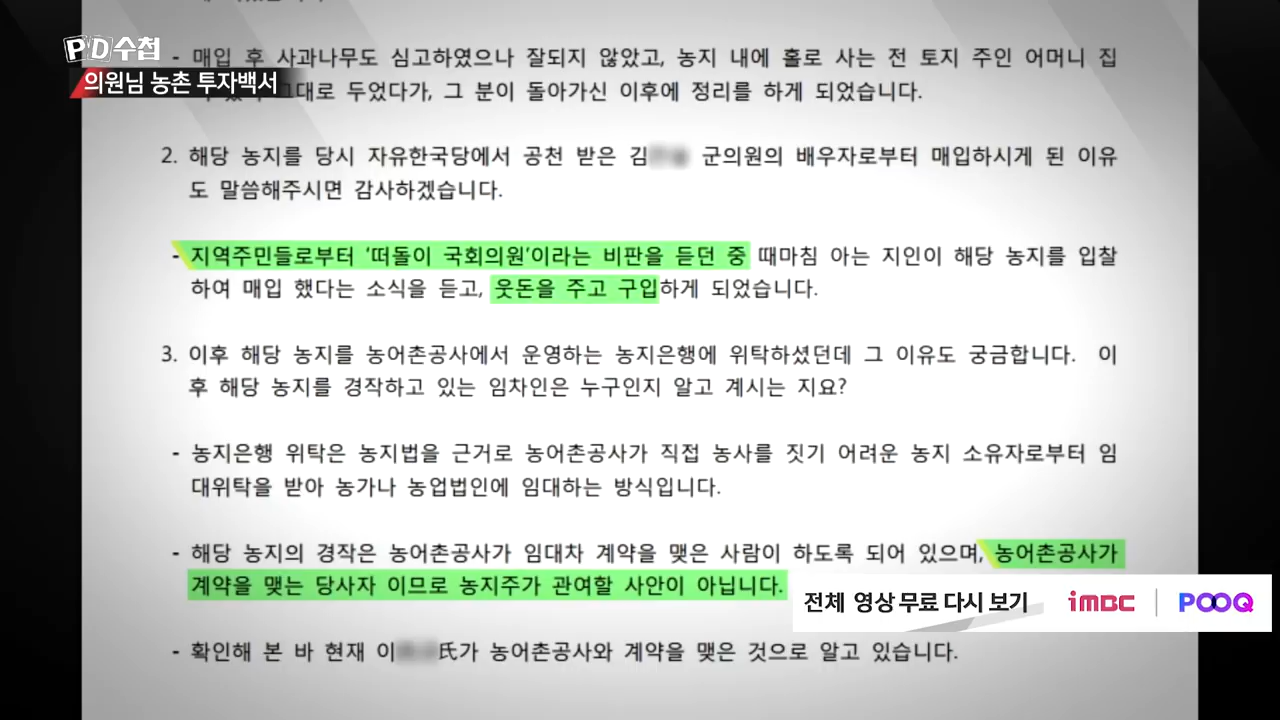 PD수첩
의원님 농촌 투자백서
- 매입 후 사과나무도 심고하였으나 잘되지 않았고, 농지 내에 홀로 사는 전 토지 주인 어머니 집
그대로 두었다가, 그 분이 돌아가신 이후에 정리를 하게 되었습니다.
2. 해당 농지를 당시 자유한국당에서 공천 받은 김 군의원의 배우자로부터 매입하시게 된 이유
도 말씀해주시면 감사하겠습니다.
- 지역주민들로부터 '떠돌이 국회의원'이라는 비판을 듣던 중 때마침 아는 지인이 해당 농지를 입찰
하여 매입 했다는 소식을 듣고, 웃돈을 주고 구입하게 되었습니다.
3. 이후 해당 농지를 농어촌공사에서 운영하는 농지은행에 위탁하셨던데 그 이유도 궁금합니다. 이
후 해당 농지를 경작하고 있는 임차인은 누구인지 알고 계시는 지요?
- 농지은행 위탁은 농지법을 근거로 농어촌공사가 직접 농사를 짓기 어려운 농지 소유자로부터 임
대위탁을 받아 농가나 농업법인에 임대하는 방식입니다.
- 해당 농지의 경작은 농어촌공사가 임대차 계약을 맺은 사람이 하도록 되어 있으며, 농어촌공사가
계약을 맺는 당사자 이므로 농지주가 관여할 사안이 아닙니다.
전체 영상 무료 다시 보기 iMBC POOQ
- 확인해 본 바 현재 이 氏가 농어촌공사와 계약을 맺은 것으로 알고 있습니다.